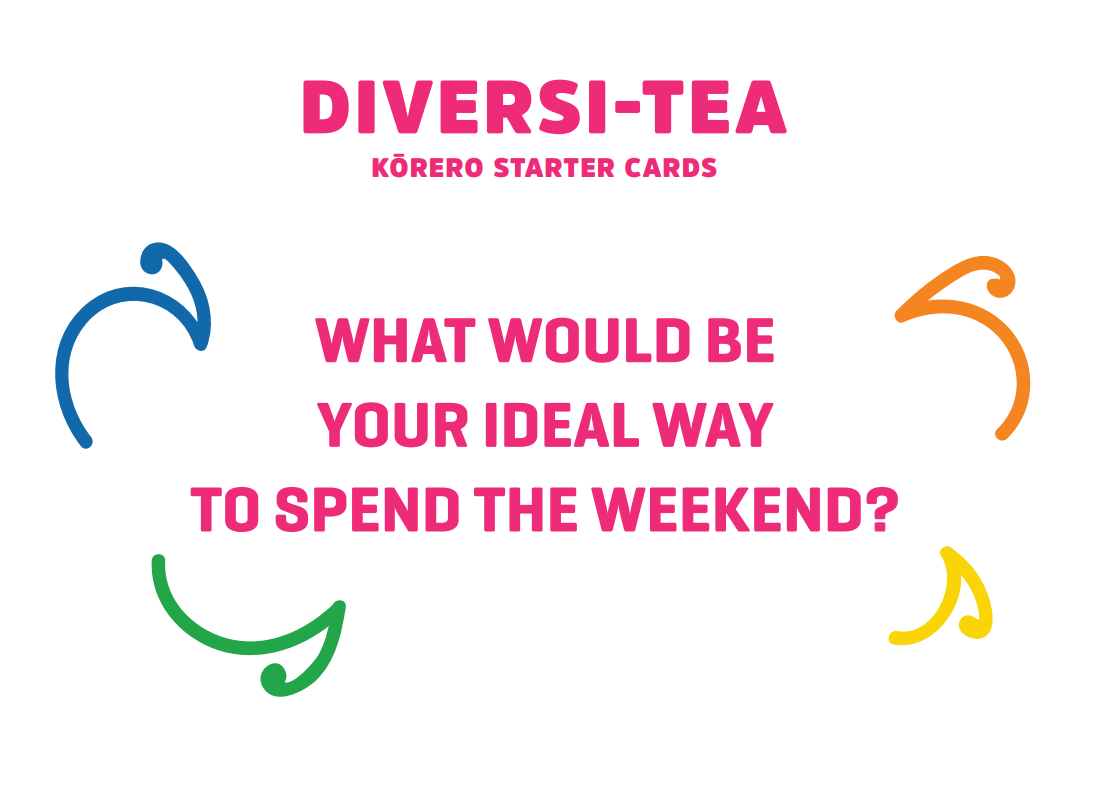 DIVERSI-TEA
KŌRERO STARTER CARDS
WHAT WOULD BE
YOUR IDEAL WAY
TO SPEND THE WEEKEND?